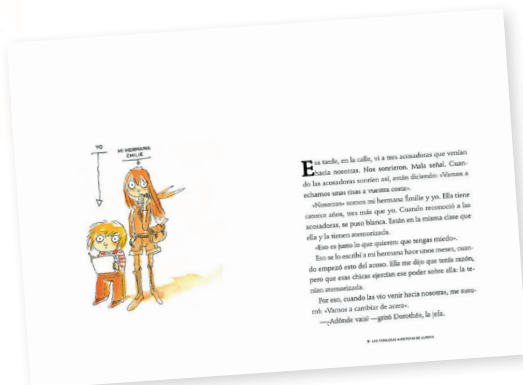 YO
MI HERMANA
EMILIE
Esa tarde, en la calle, vi a tres acosadoras que venían
hacia nosotras. Nos sonrieron. Mala señal. Cuan-
do las acosadoras sonríen así, están diciendo: «Vamos a
echarnos unas risas a vuestra costa».
«Nosotras» somos mi hermana Émilie y yo. Ella tiene
catorce años, tres más que yo. Cuando reconoció a las
acosadoras, se puso blanca. Están en la misma clase que
ella y la tienen atemorizada.
«Eso es justo lo que quieren: que tengas miedo».
Eso se lo escribí a mi hermana hace unos meses, cuan-
do empezó esto del acoso. Ella me dijo que tenía razón,
pero que esas chicas ejercían ese poder sobre ella: la te-
nían atemorizada.
Por eso, cuando las vio venir hacia nosotras, me susu-
rró: «Vamos a cambiar de acera».
—¿Adónde vais? —gritó Dorothée, la jefa.
LAS FABULOSAS AVENTURAS DE AURORE